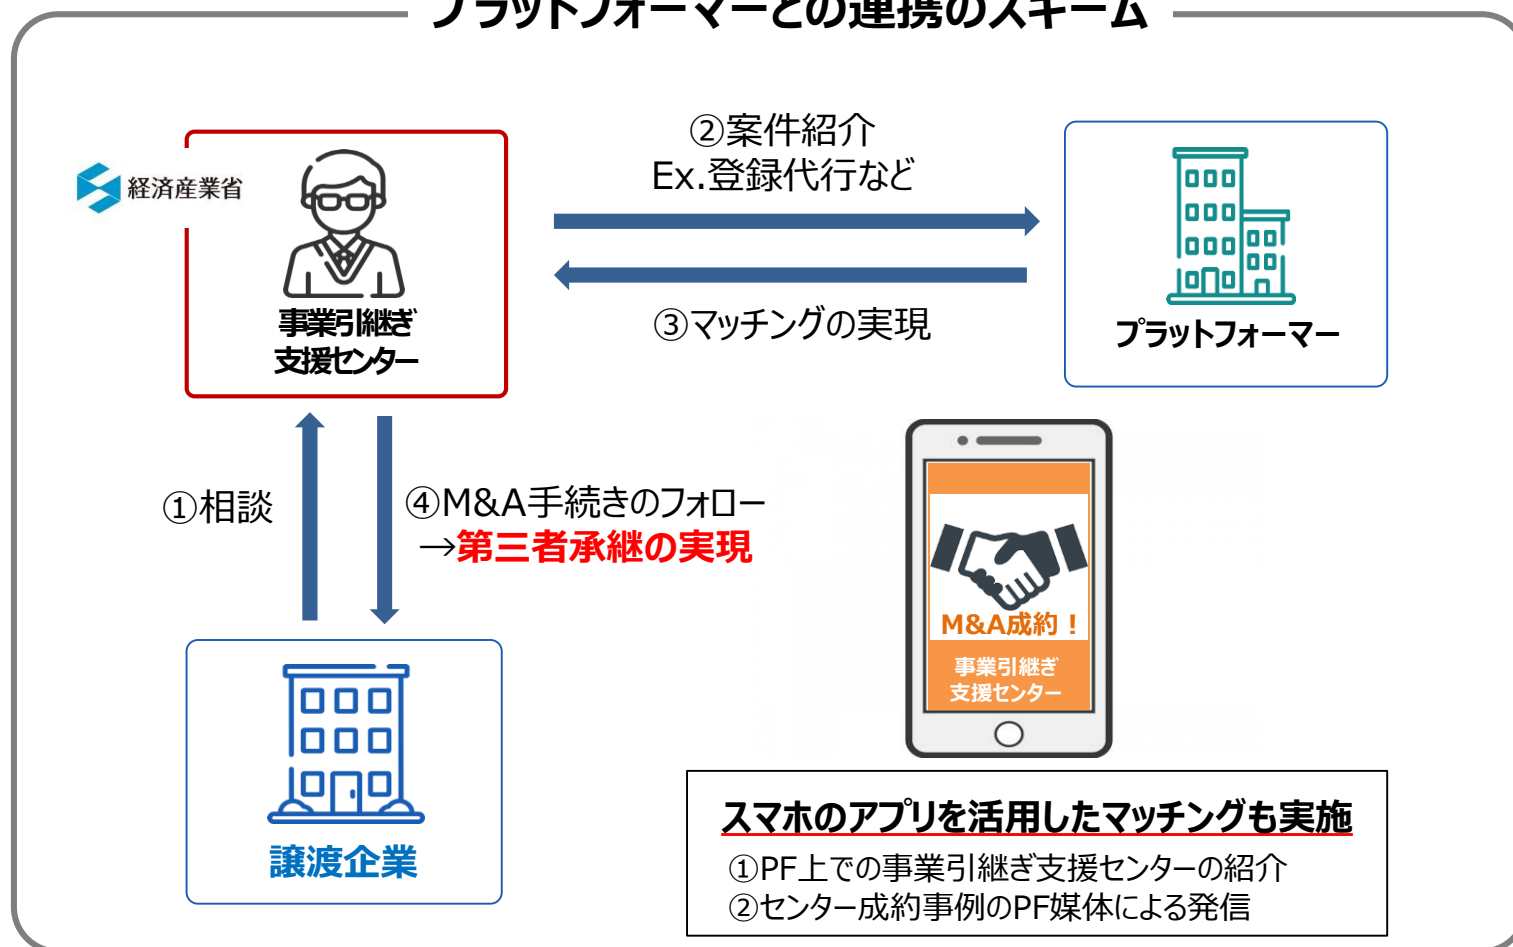 プラットフォーマーとの連携のスキーム
経済産業省
事業引継ぎ
支援センター
②案件紹介
Ex.登録代行など
③マッチングの実現
プラットフォーマー
①相談
④M&A手続きのフォロー
→第三者承継の実現
譲渡企業
M&A成約！
事業引継ぎ
支援センター
スマホのアプリを活用したマッチングも実施
①PF上での事業引継ぎ支援センターの紹介
②センター成約事例のPF媒体による発信